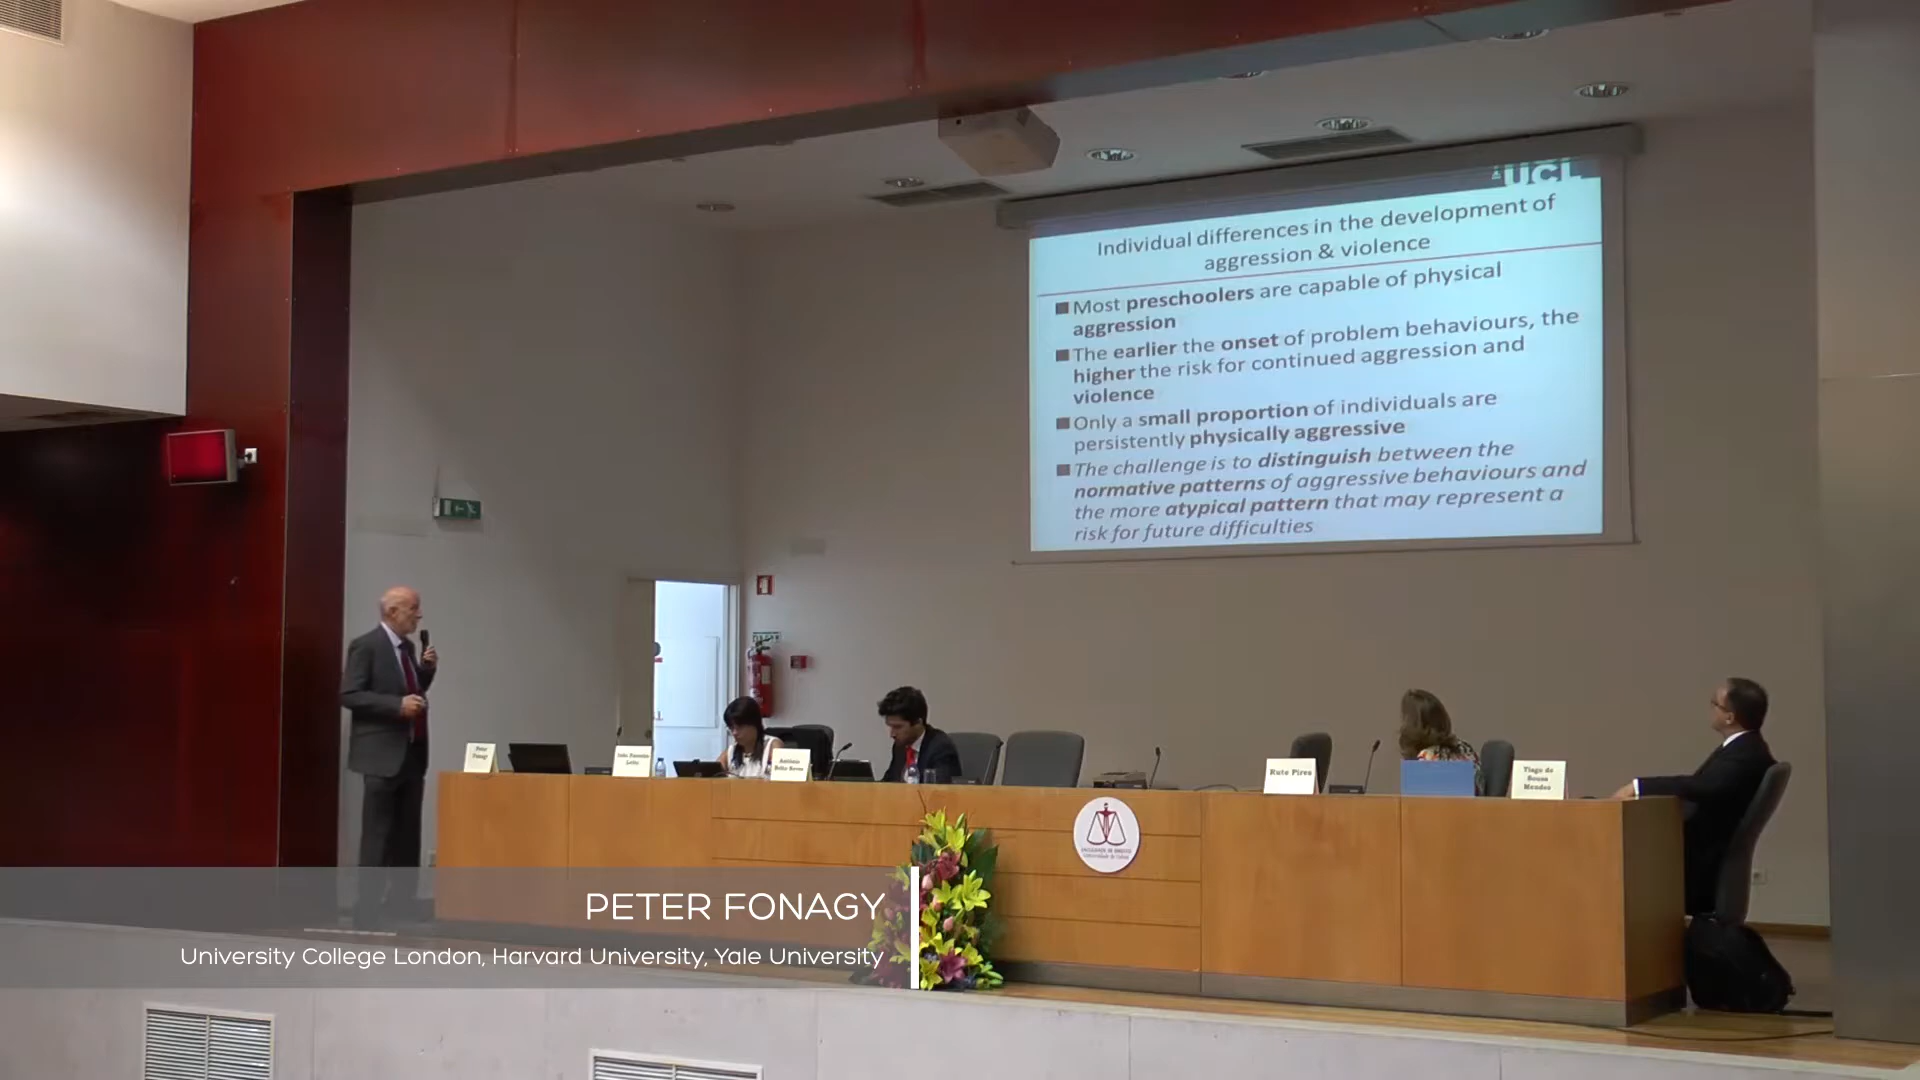 UCL
Individual differences in the development of
aggression & violence
Most preschoolers are capable of physical
aggression
The earlier the onset of problem behaviours, the
higher the risk for continued aggression and
violence
Only a small proportion of individuals are
persistently physically aggressive
The challenge is to distinguish between the
normative patterns of aggressive behaviours and
the more atypical pattern that may represent a
risk for future difficulties
Peter
Fonagy
Rute Pires
Tiago de
Sousa
Mendes
PETER FONAGY
University College London, Harvard University, Yale University